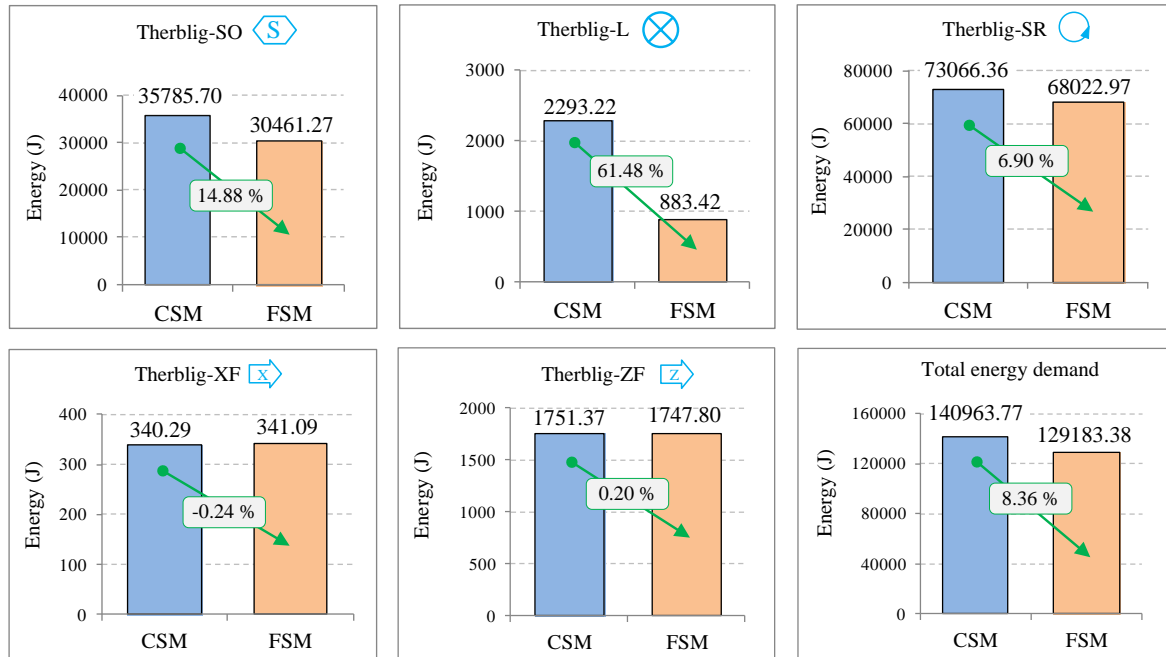 Therblig-SO S
Energy (J)
40000
30000
20000
10000
0
35785.70
30461.27
14.88 %
CSM FSM
Therblig-L
Energy (J)
3000
2000
1000
0
2293.22
883.42
61.48 %
CSM FSM
Therblig-SR
Energy (J)
80000
60000
40000
20000
0
73066.36
68022.97
6.90 %
CSM FSM
Therblig-XF X
Energy (J)
400
300
200
100
0
340.29
341.09
-0.24 %
CSM FSM
Therblig-ZF Z
Energy (J)
2000
1500
1000
500
0
1751.37
1747.80
0.20 %
CSM FSM
Total energy demand
Energy (J)
160000
120000
80000
40000
0
140963.77
129183.38
8.36 %
CSM FSM